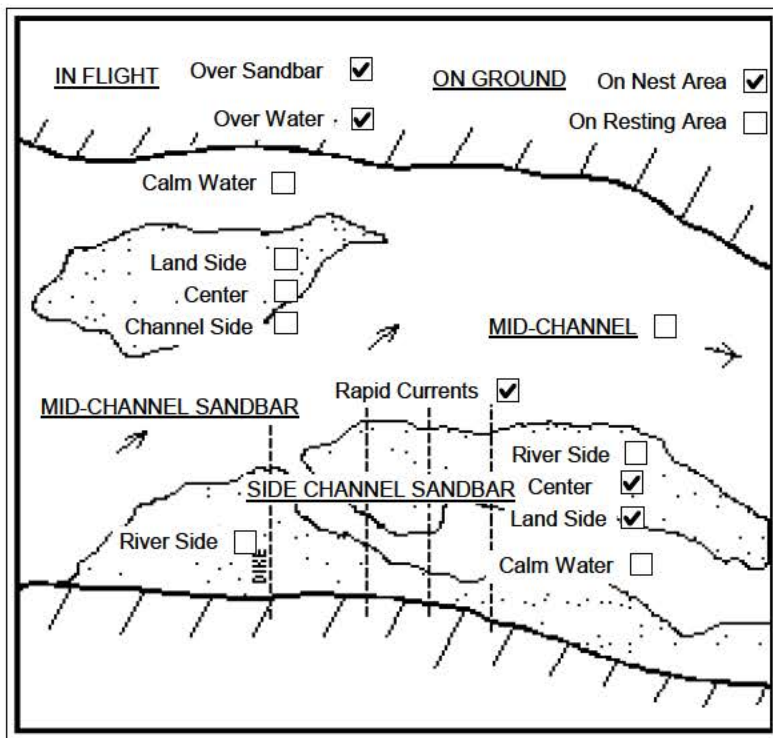 IN FLIGHT
Over Sandbar
ON GROUND
On Nest Area
Over Water
On Resting Area
Calm Water
Land Side
Center
Channel Side
MID-CHANNEL
Rapid Currents
MID-CHANNEL SANDBAR
River Side
SIDE CHANNEL SANDBAR
Center
Land Side
River Side
DIKE
Calm Water